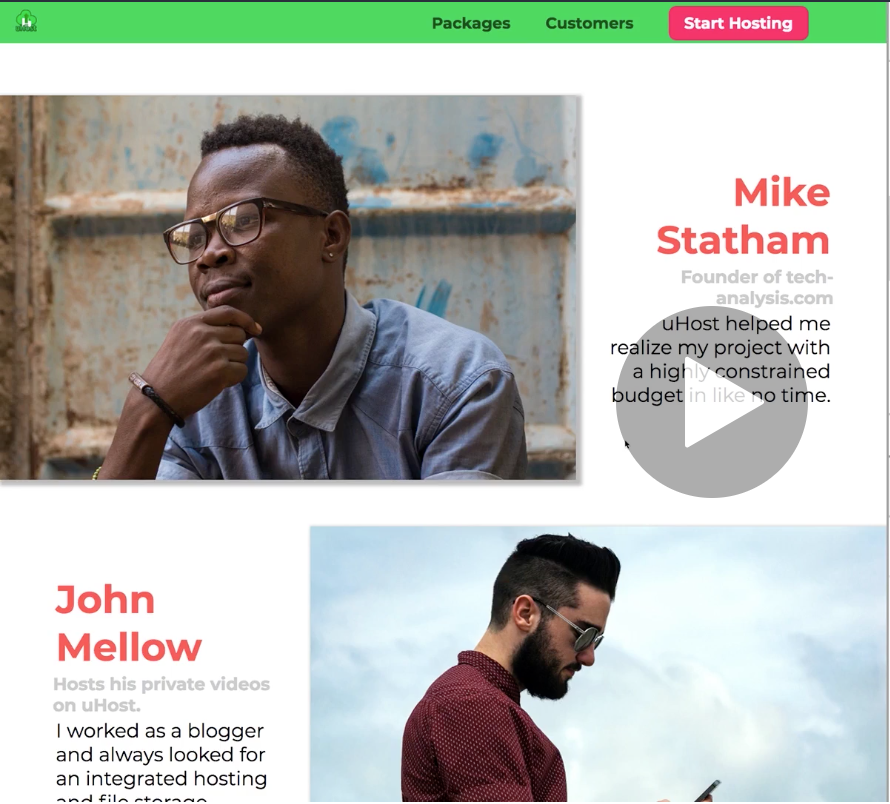 Packages Customers Start Hosting
Mike
Statham
Founder of tech-
analysis.com
uHost helped me
realize my project with
a highly constrained
budget in like no time.
John
Mellow
Hosts his private videos
on uHost.
I worked as a blogger
and always looked for
an integrated hosting
and file storage